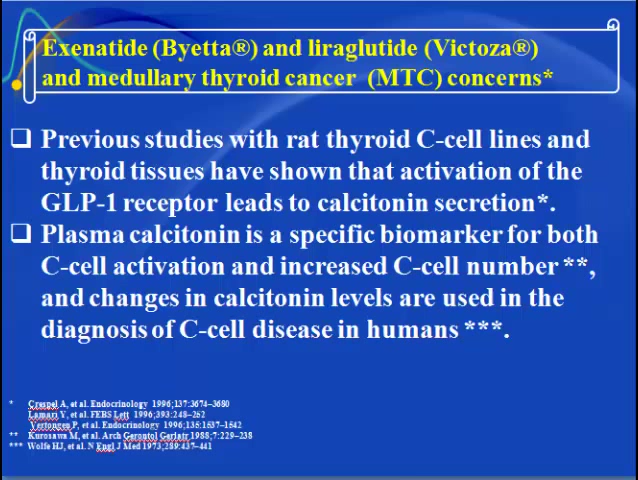 Exenatide (Byetta®) and liraglutide (Victoza®)
and medullary thyroid cancer (MTC) concerns*
❑ Previous studies with rat thyroid C-cell lines and
thyroid tissues have shown that activation of the
GLP-1 receptor leads to calcitonin secretion*.
❑ Plasma calcitonin is a specific biomarker for both
C-cell activation and increased C-cell number **,
and changes in calcitonin levels are used in the
diagnosis of C-cell disease in humans ***.
* Crespel A, et al. Endocrinology 1996;137:3674–3680
Lamari Y, et al. FEBS Lett 1996;393:248–252
Vertongen P, et al. Endocrinology 1996;135:1537–1542
** Kurosawa M, et al. Arch Gerontol Geriatr 1988;7:229–238
*** Wolfe HJ, et al. N Engl J Med 1973;289:437–441